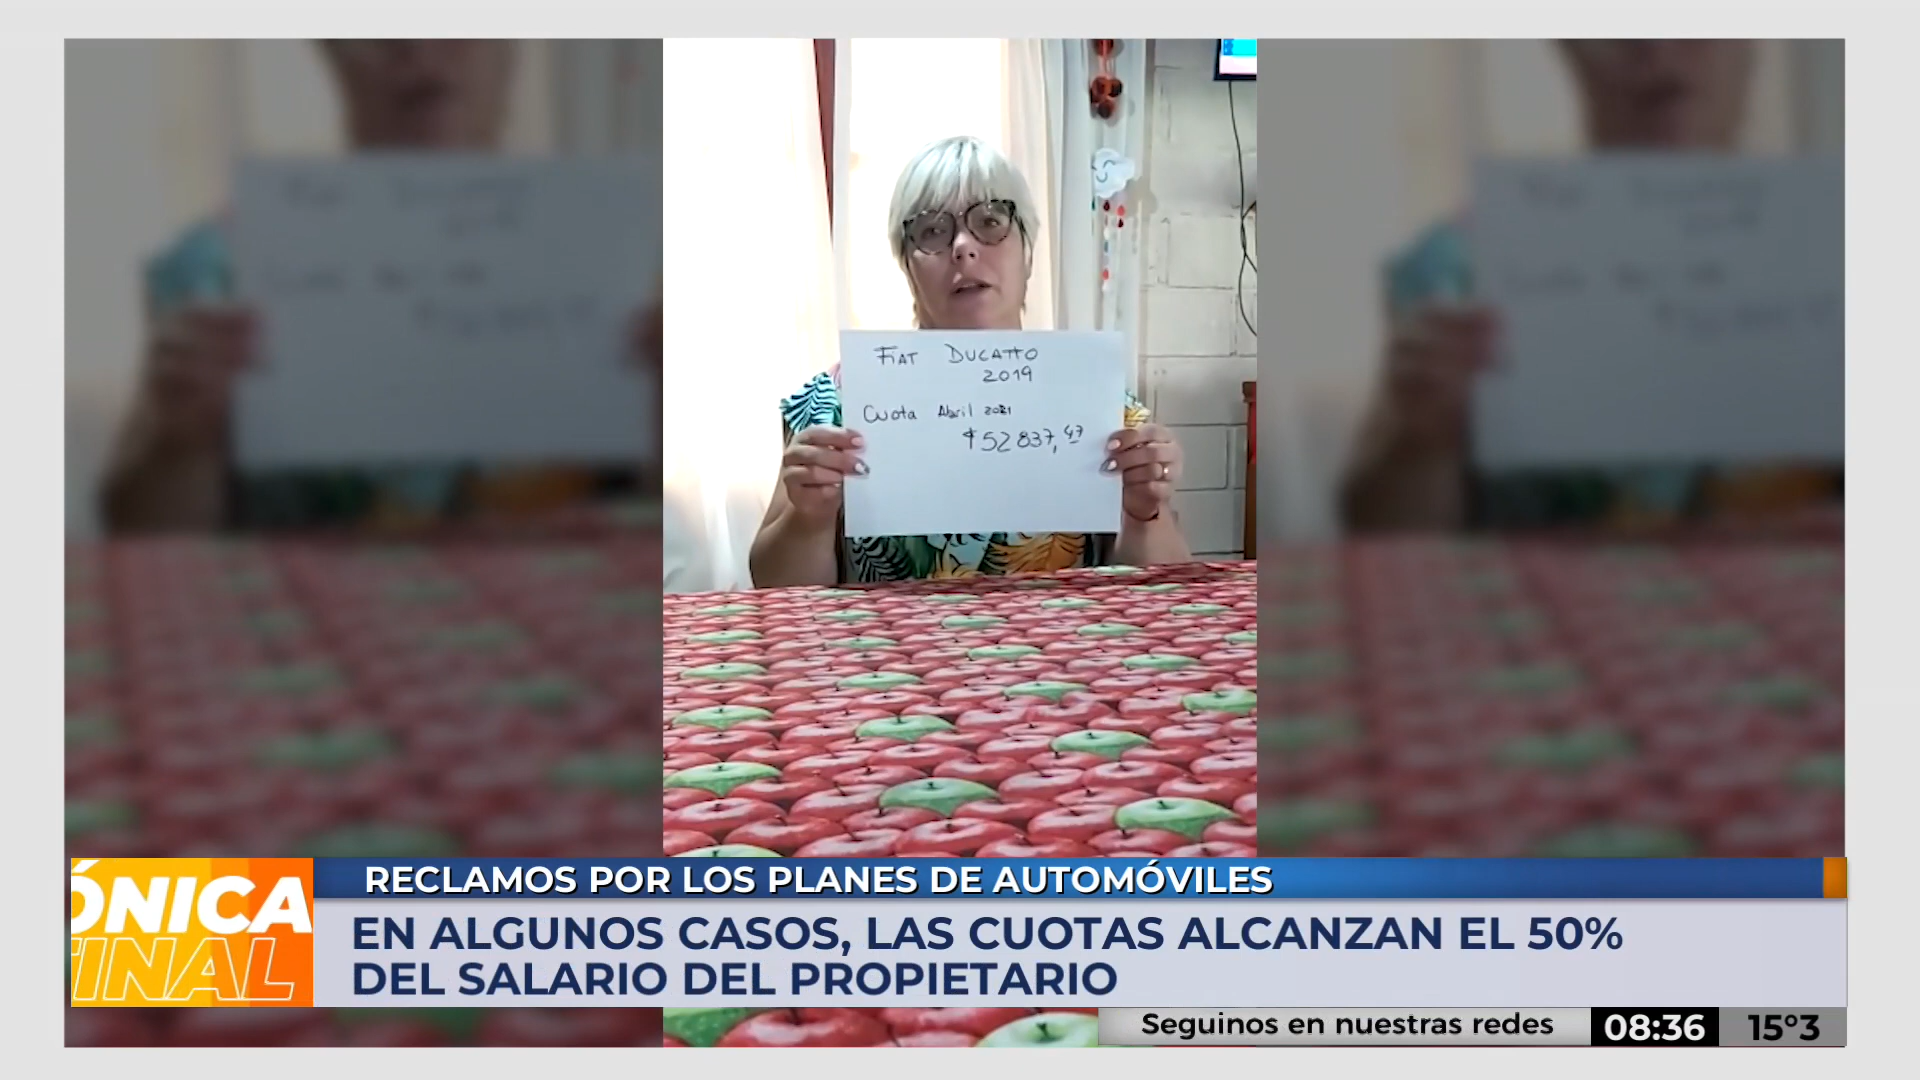 FIAT DUCATTO
2019
Cuota Abril 2021
$52837,47
RECLAMOS POR LOS PLANES DE AUTOMÓVILES
ÓNICA
FINAL
EN ALGUNOS CASOS, LAS CUOTAS ALCANZAN EL 50%
DEL SALARIO DEL PROPIETARIO
Seguinos en nuestras redes 08:36 15°3